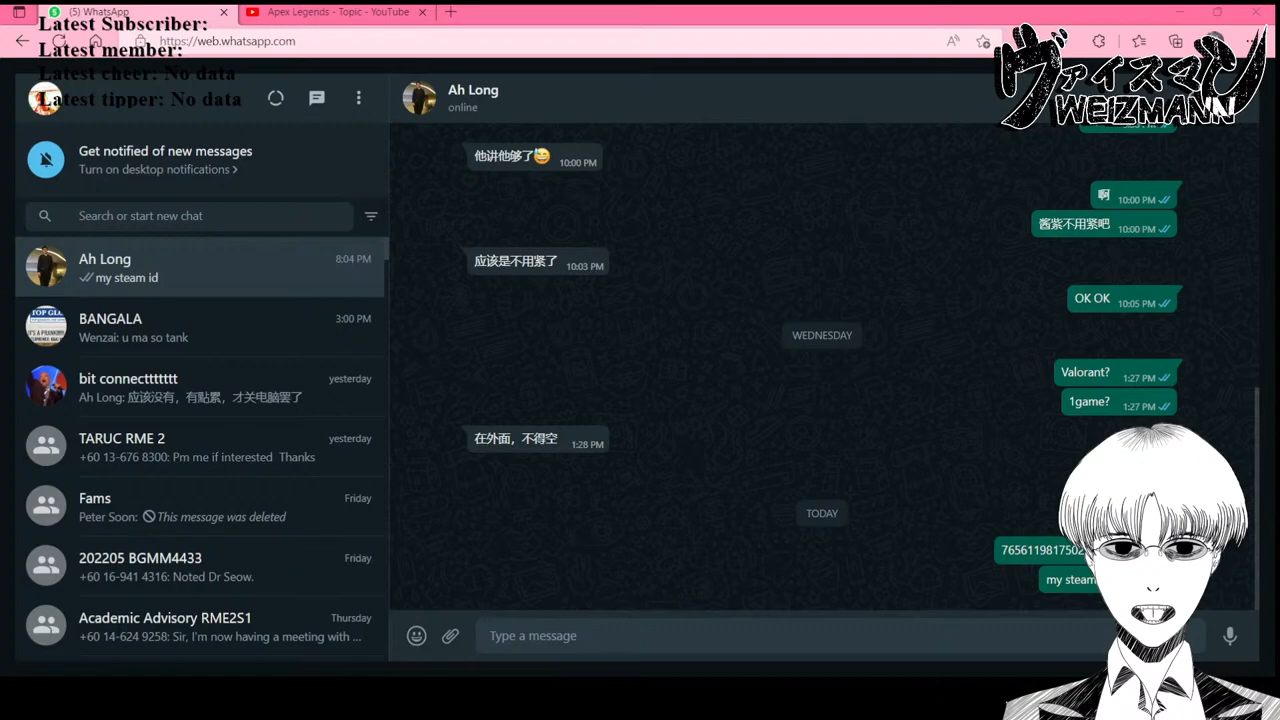 (5) WhatsApp
Apex Legends - Topic - YouTube
Latest Subscriber:
https://web.whatsapp.com
Latest member:
Latest cheer: No data
Latest tipper: No data
ヴァイスマン
WEIZMANN
Ah Long
online
Get notified of new messages
Turn on desktop notifications >
Search or start new chat
Ah Long 8:04 PM
my steam id
BANGALA 3:00 PM
Wenzai: u ma so tank
bit connectttttt yesterday
Ah Long: 应该没有，有點累，才关电脑罢了
TARUC RME 2 yesterday
+60 13-676 8300: Pm me if interested Thanks
Fams Friday
Peter Soon: This message was deleted
202205 BGMM4433 Friday
+60 16-941 4316: Noted Dr Seow.
Academic Advisory RME2S1 Thursday
+60 14-624 9258: Sir, I'm now having a meeting with ...
他讲他够了😅 10:00 PM
啊 10:00 PM
酱紫不用紧吧 10:00 PM
应该是不用紧了 10:03 PM
OK OK 10:05 PM
WEDNESDAY
Valorant? 1:27 PM
1game? 1:27 PM
在外面，不得空 1:28 PM
TODAY
7656119817502
my steam
Type a message